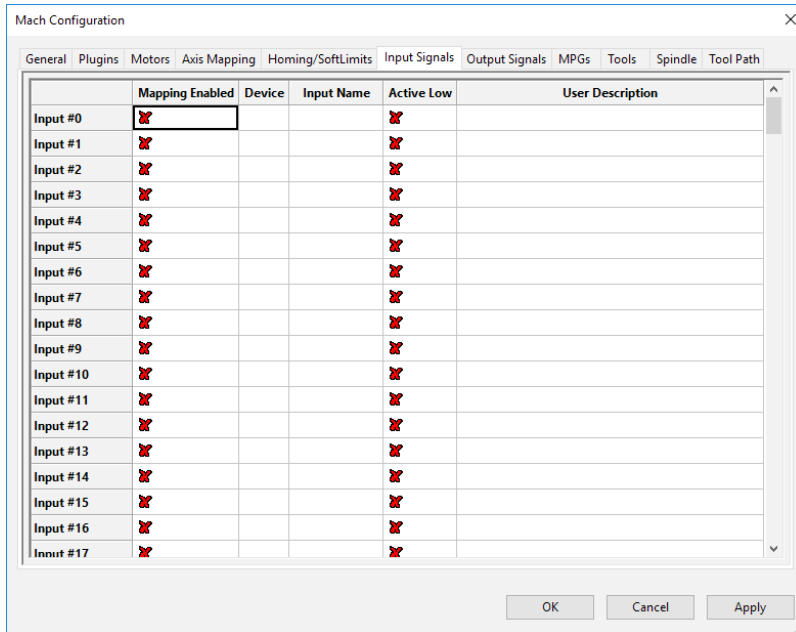 Mach Configuration
General Plugins Motors Axis Mapping Homing/SoftLimits Input Signals Output Signals MPGs Tools Spindle Tool Path
Mapping Enabled Device Input Name Active Low User Description
Input #0
Input #1
Input #2
Input #3
Input #4
Input #5
Input #6
Input #7
Input #8
Input #9
Input #10
Input #11
Input #12
Input #13
Input #14
Input #15
Input #16
Input #17
OK Cancel Apply